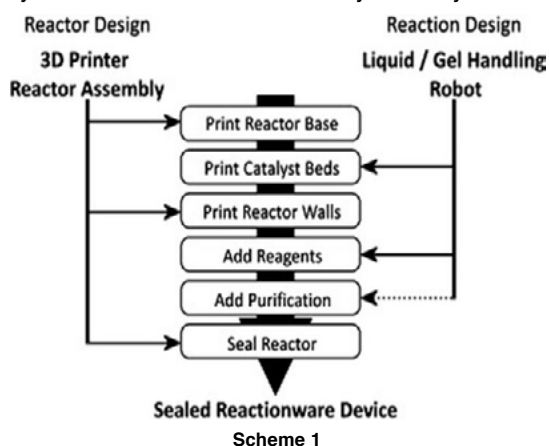 Reactor Design
Reaction Design
3D Printer
Reactor Assembly
Liquid / Gel Handling
Robot
Print Reactor Base
Print Catalyst Beds
Print Reactor Walls
Add Reagents
Add Purification
Seal Reactor
Sealed Reactionware Device
Scheme 1